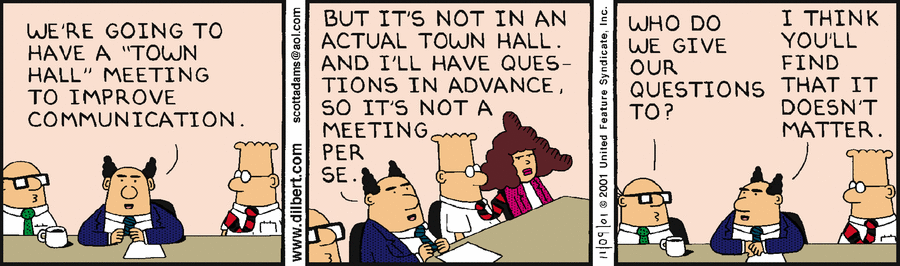 WE'RE GOING TO
HAVE A "TOWN
HALL" MEETING
TO IMPROVE
COMMUNICATION.
www.dilbert.com scottadams@aol.com
BUT IT'S NOT IN AN
ACTUAL TOWN HALL.
AND I'LL HAVE QUES-
TIONS IN ADVANCE,
SO IT'S NOT A
MEETING
PER
SE.
11/09/01 © 2001 United Feature Syndicate, Inc.
WHO DO
WE GIVE
OUR
QUESTIONS
TO?
I THINK
YOU'LL
FIND
THAT IT
DOESN'T
MATTER.